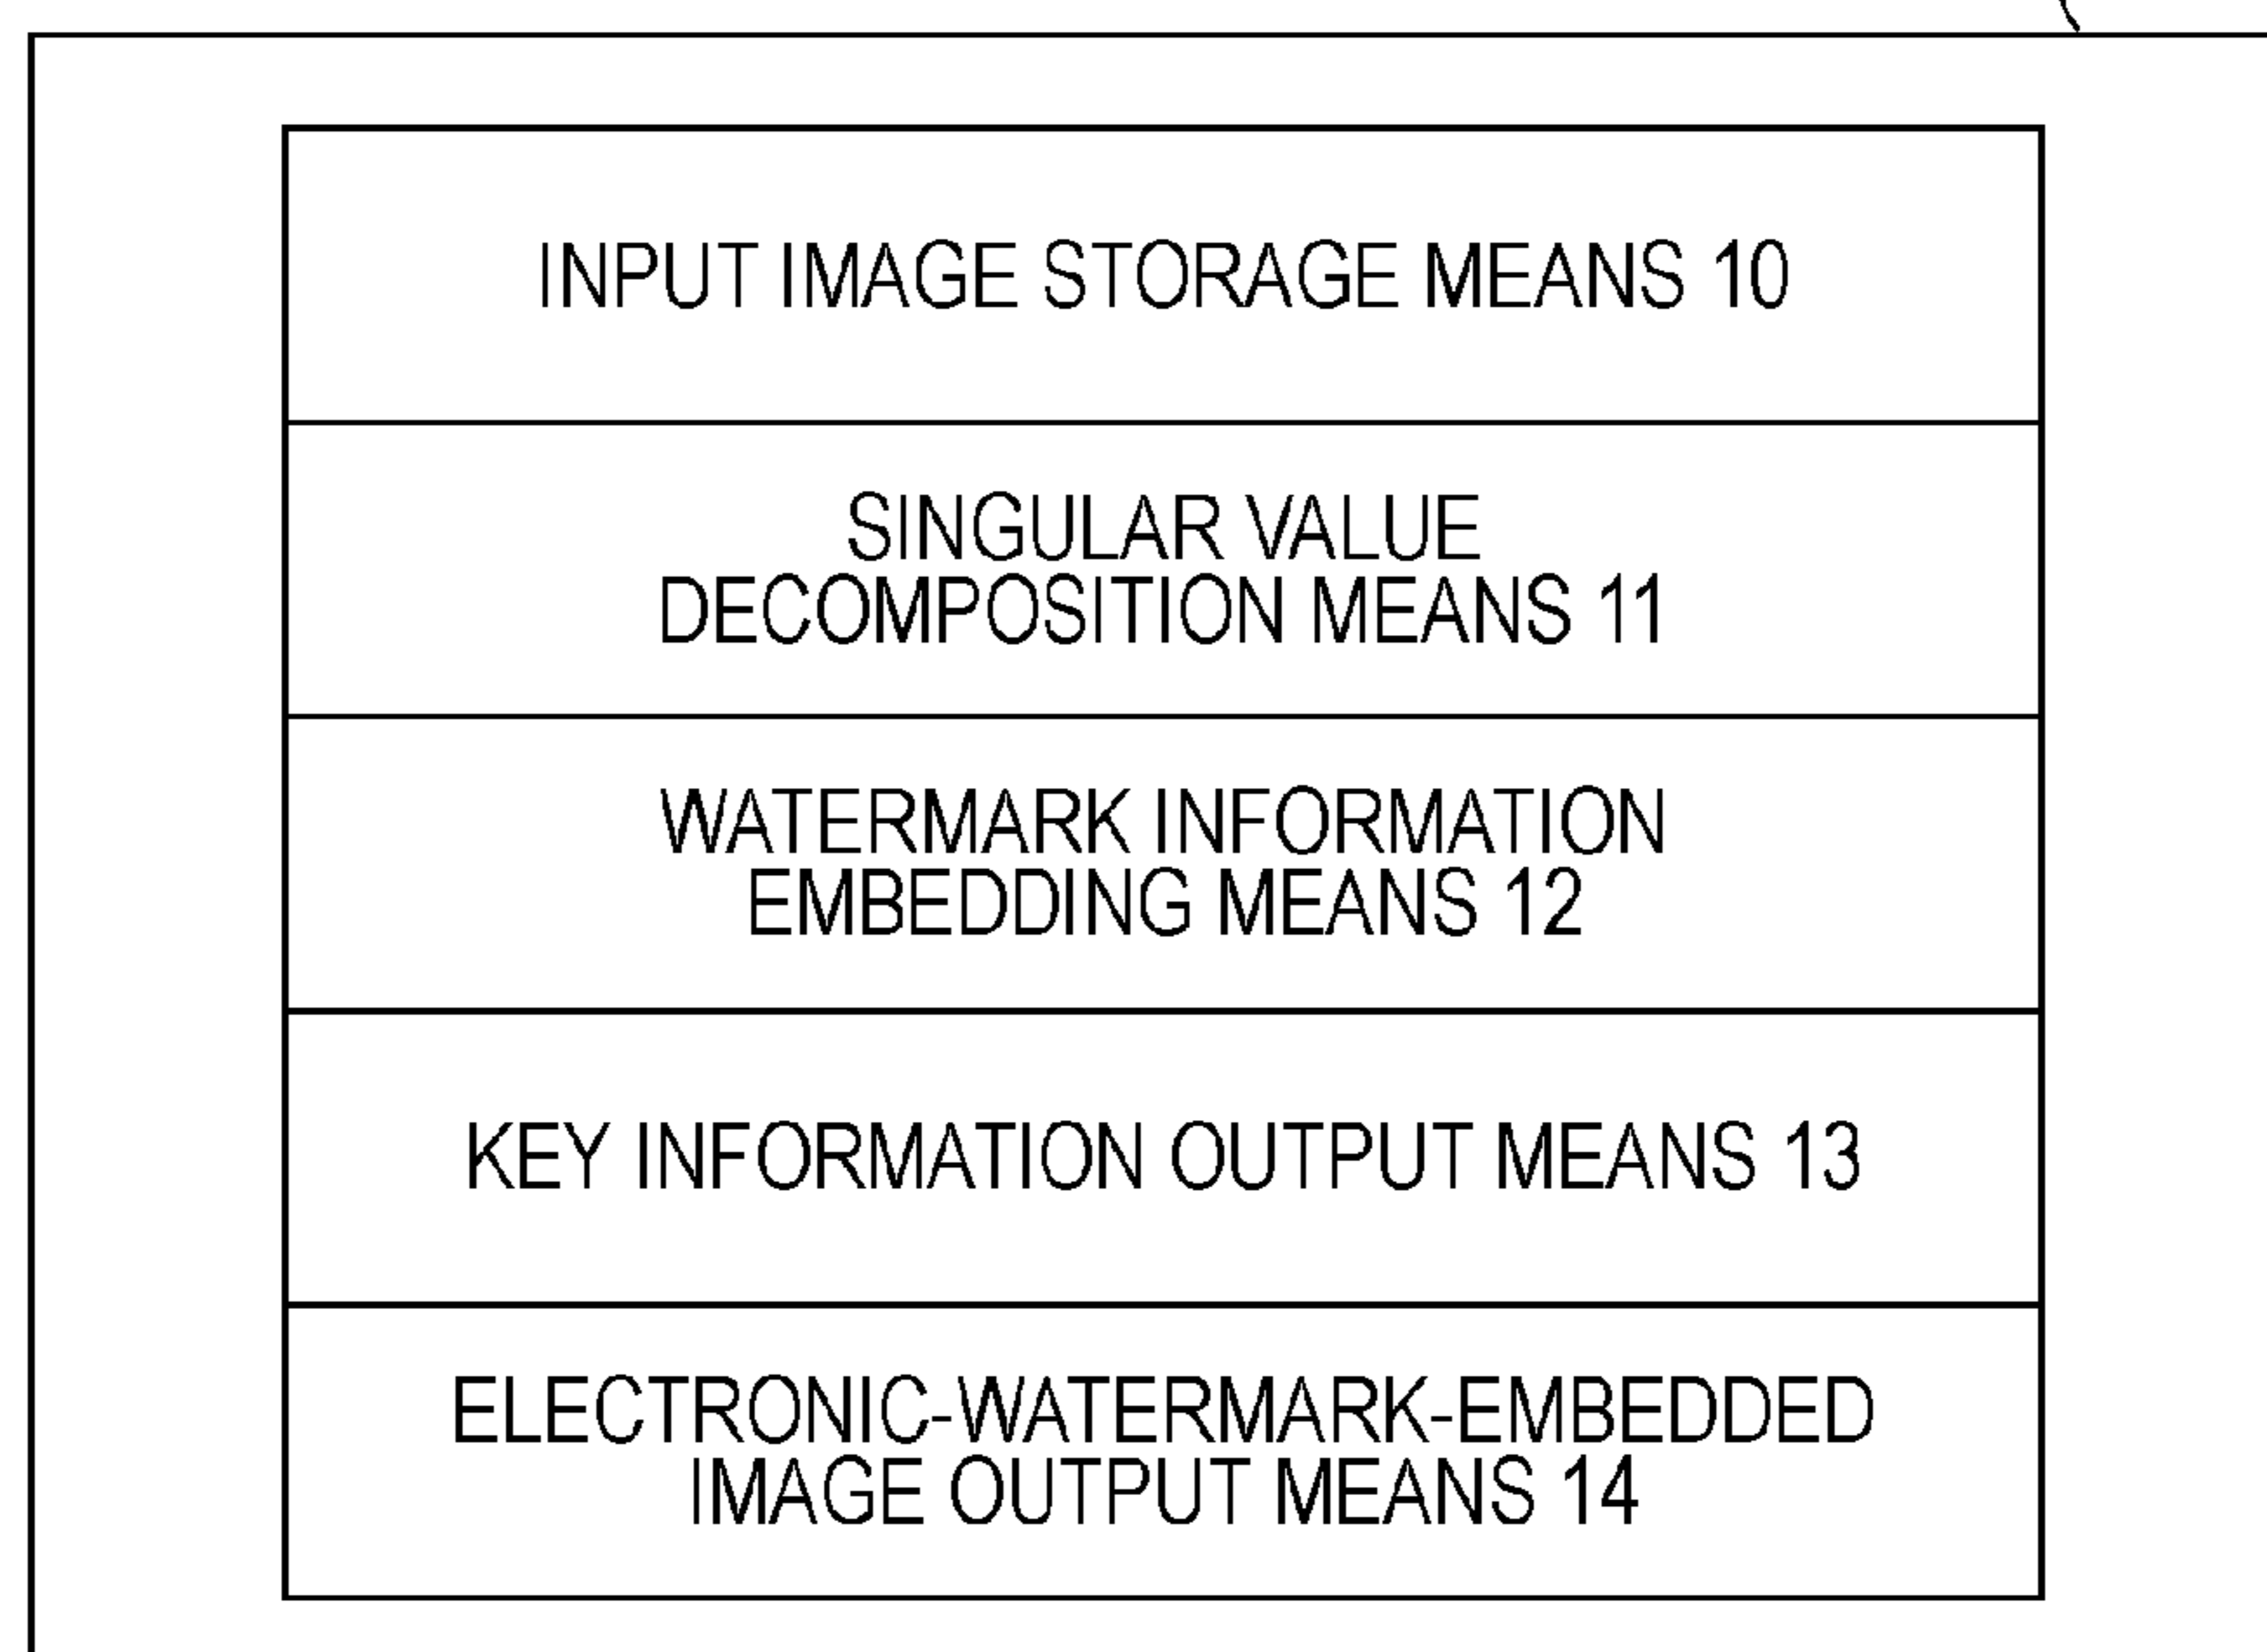 INPUT IMAGE STORAGE MEANS 10
SINGULAR VALUE
DECOMPOSITION MEANS 11
WATERMARK INFORMATION
EMBEDDING MEANS 12
KEY INFORMATION OUTPUT MEANS 13
ELECTRONIC-WATERMARK-EMBEDDED
IMAGE OUTPUT MEANS 14